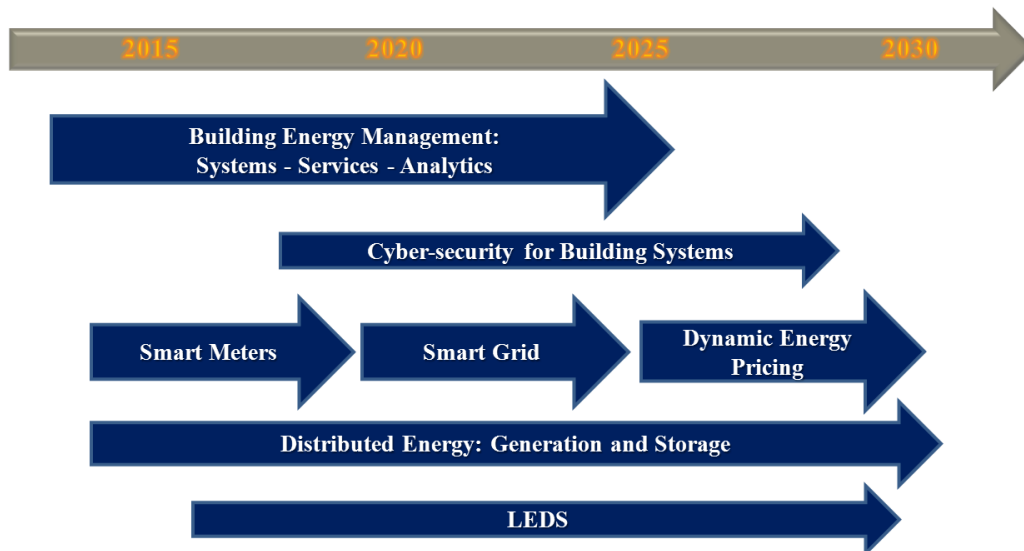 2015 2020 2025 2030
Building Energy Management:
Systems - Services - Analytics
Cyber-security for Building Systems
Smart Meters
Smart Grid
Dynamic Energy
Pricing
Distributed Energy: Generation and Storage
LEDS